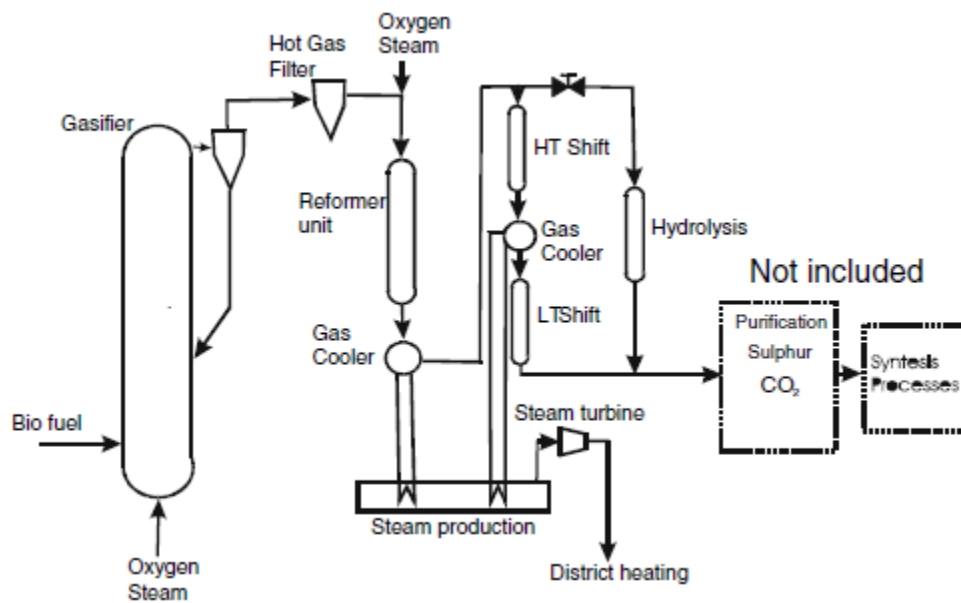 Oxygen
Steam
Hot Gas
Filter
Gasifier
HT Shift
Reformer
unit
Hydrolysis
Gas
Cooler
Not included
LTShift
Purification
Sulphur
CO₂
Syntesis
Processes
Gas
Cooler
Steam turbine
Bio fuel
Steam production
Oxygen
Steam
District heating